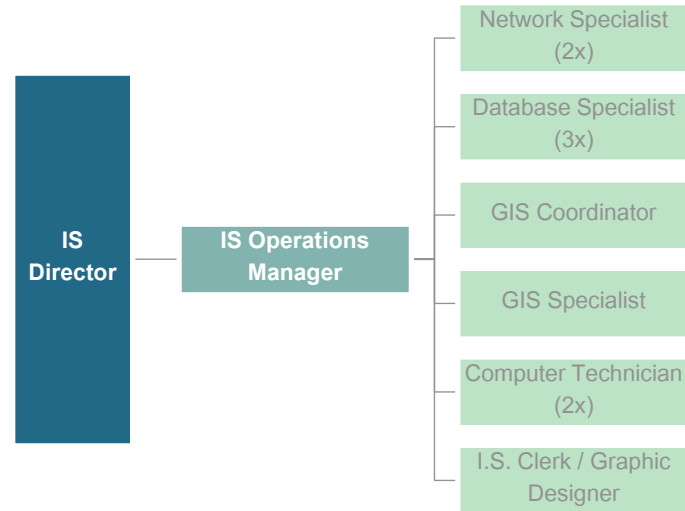 IS
Director
IS Operations
Manager
Network Specialist
(2x)
Database Specialist
(3x)
GIS Coordinator
GIS Specialist
Computer Technician
(2x)
I.S. Clerk / Graphic
Designer